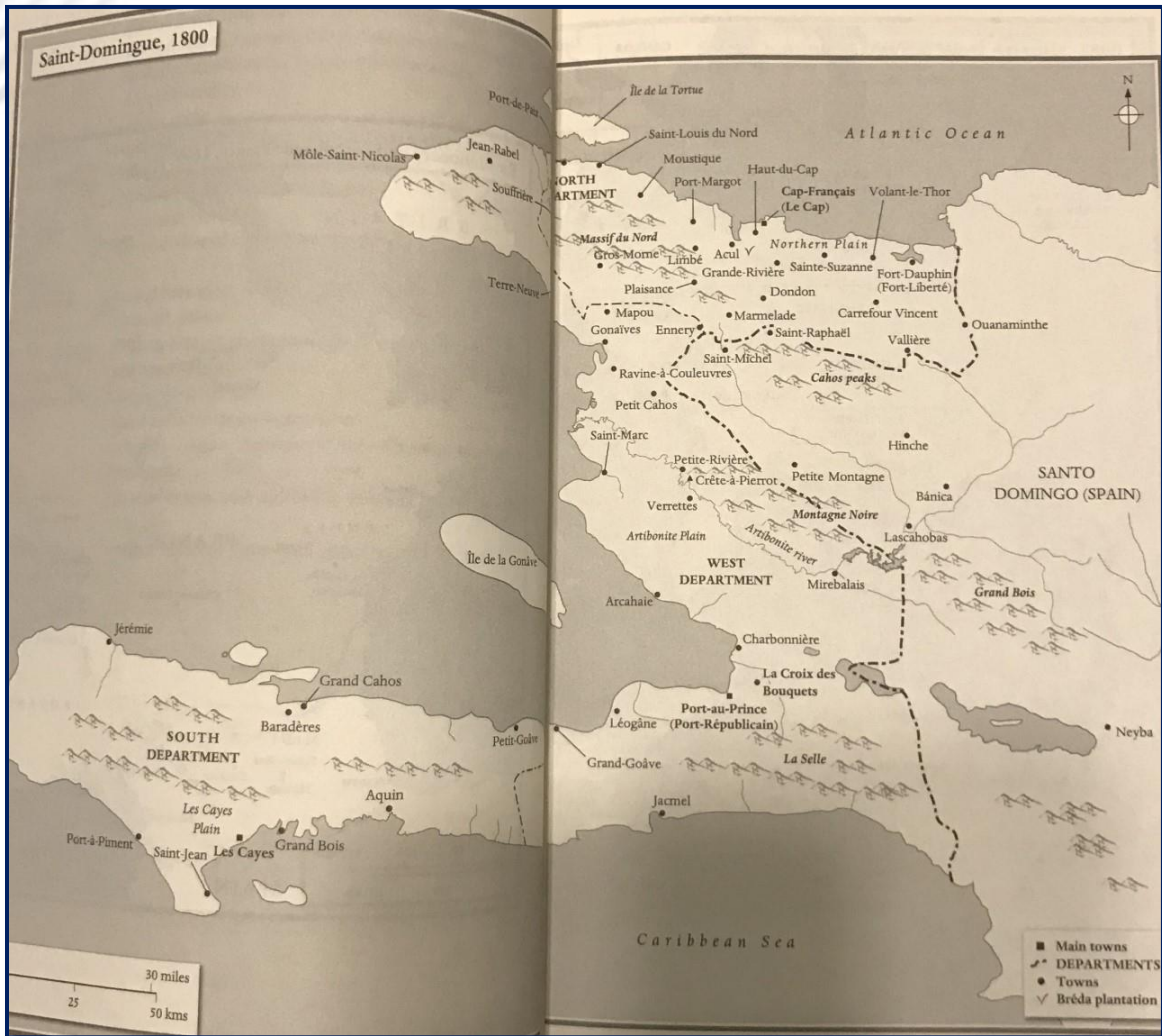 Saint-Domingue, 1800
N
Port-de-Paix
Île de la Tortue
Saint-Louis du Nord
Atlantic Ocean
Môle-Saint-Nicolas
Jean-Rabel
Moustique
Haut-du-Cap
NORTH
ARTMENT
Port-Margot
Cap-Français
(Le Cap)
Volant-le-Thor
Souffrière
Massif du Nord
Gros-Morne
Limbé
Acul
Northern Plain
Grande-Rivière
Sainte-Suzanne
Fort-Dauphin
(Fort-Liberté)
Terre-Neuve
Plaisance
Dondon
Mapou
Marmelade
Carrefour Vincent
Ouanaminthe
Gonaïves
Ennery
Saint-Raphaël
Vallière
Saint-Michel
Ravine-à-Couleuvres
Cahos peaks
Petit Cahos
Saint-Marc
Hinche
Petite-Rivière
Crête-à-Pierrot
Petite Montagne
SANTO
DOMINGO (SPAIN)
Bánica
Verrettes
Montagne Noire
Artibonite Plain
Artibonite river
Lascahobas
Île de la Gonâve
WEST
DEPARTMENT
Mirebalais
Grand Bois
Arcahaie
Jérémie
Charbonnière
Grand Cahos
La Croix des
Bouquets
Baradères
Port-au-Prince
(Port-Républicain)
Léogâne
SOUTH
DEPARTMENT
Petit-Goâve
Grand-Goâve
Neyba
La Selle
Les Cayes
Plain
Aquin
Jacmel
Port-à-Piment
Saint-Jean
Les Cayes
Grand Bois
Caribbean Sea
Main towns
DEPARTMENTS
Towns
Bréda plantation
30 miles
25
50 kms